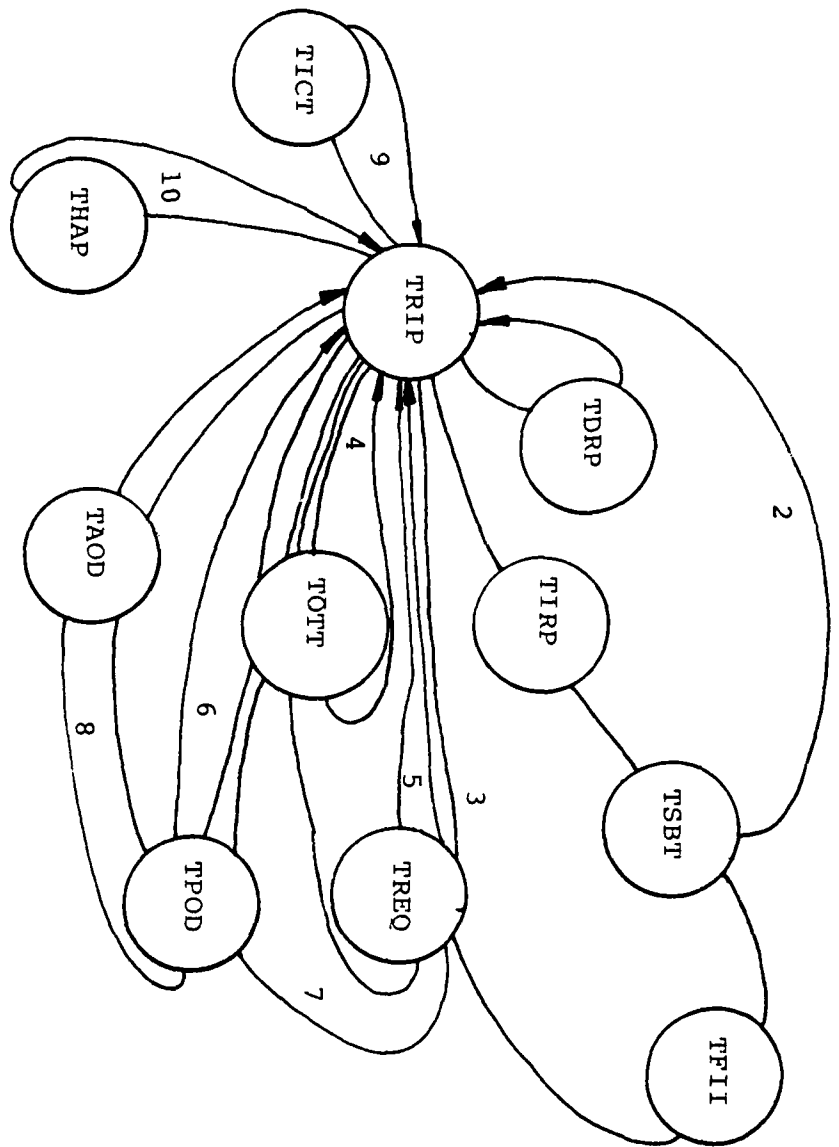 2
TFII
TSBT
TDRP
TIRP
3
TRIP
5
TREQ
9
4
TICT
TOTT
7
6
TPOD
10
TAOD
8
THAP